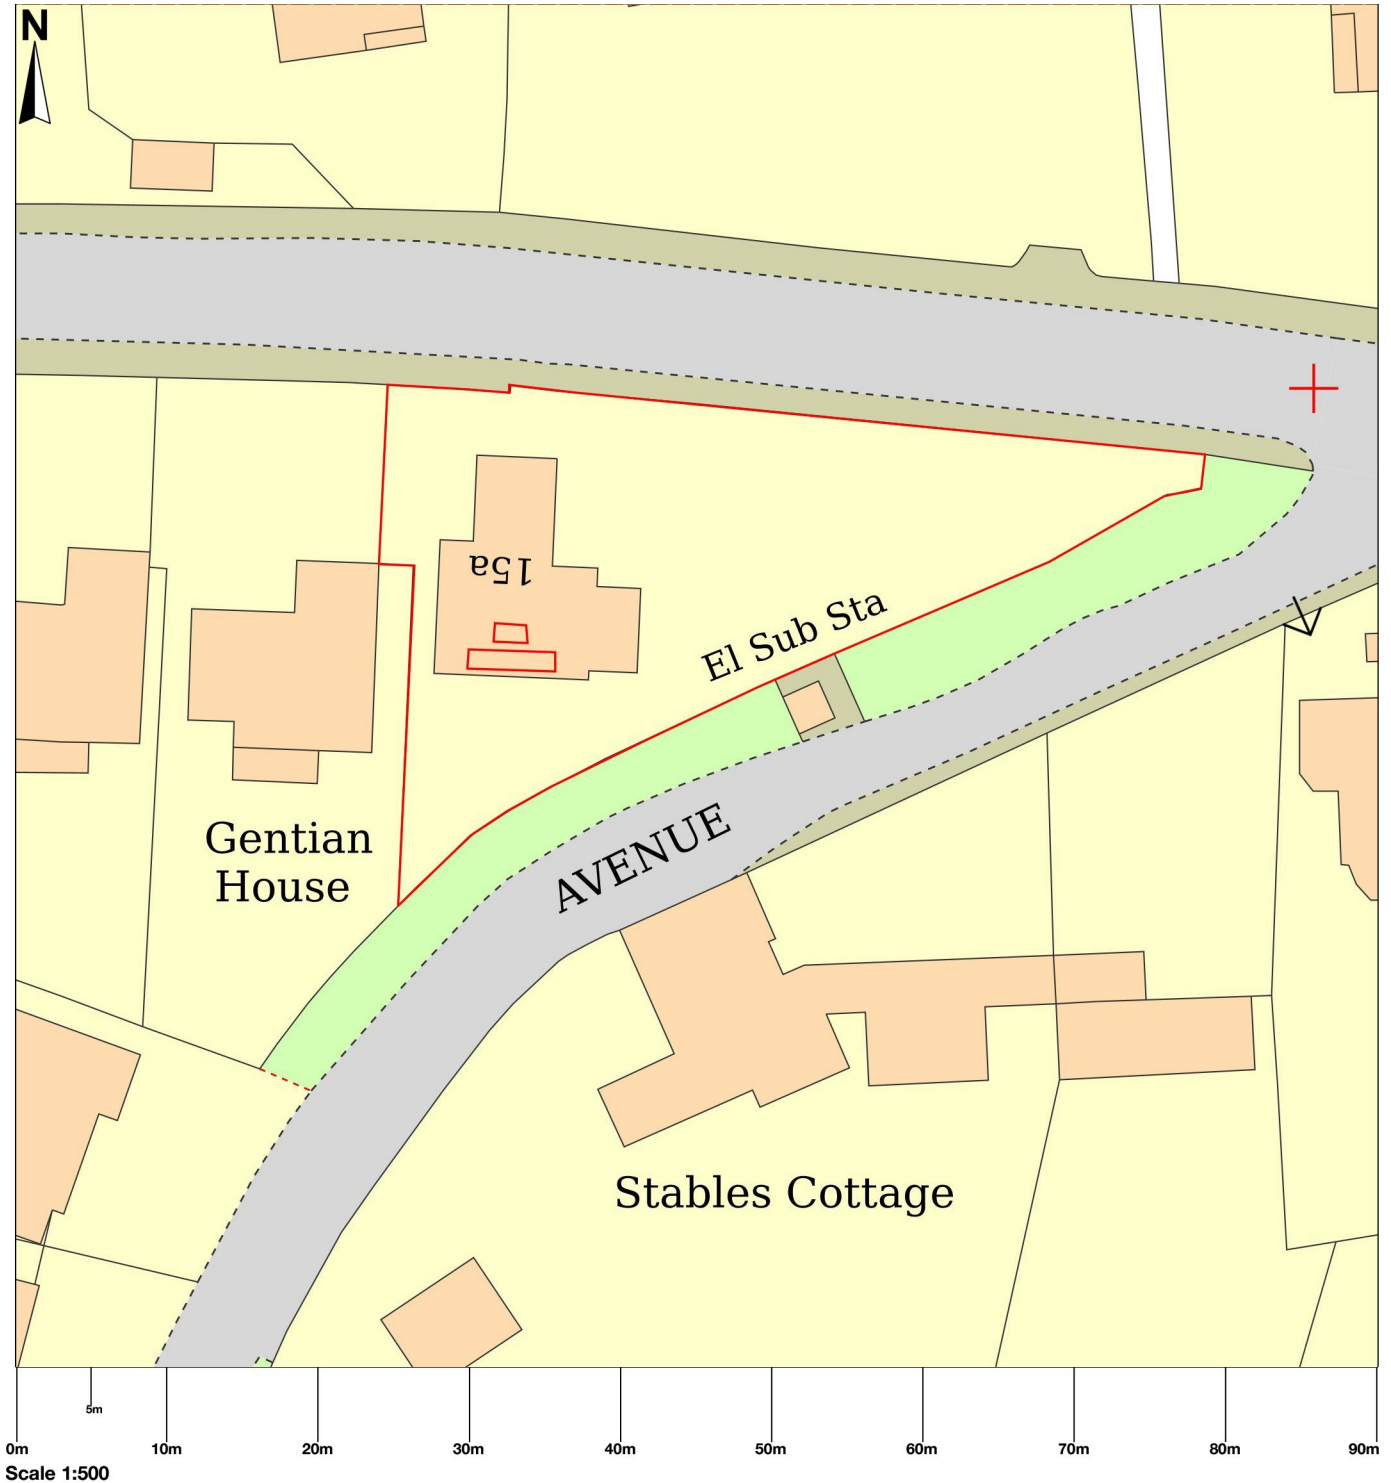 N
15a
El Sub Sta
AVENUE
Gentian
House
Stables Cottage
5m
0m 10m 20m 30m 40m 50m 60m 70m 80m 90m
Scale 1:500